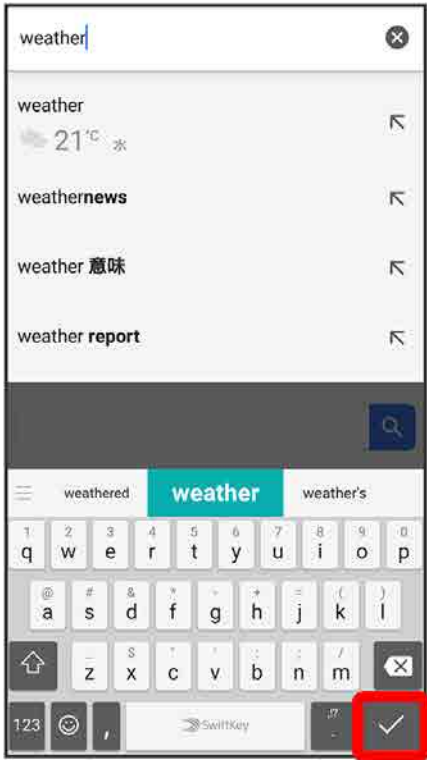 weather
weather
21°C 水
weathernews
weather 意味
weather report
weathered weather weather's
1 2 3 4 5 6 7 8 9 0
q w e r t y u i o p
@ # & * - + = ( )
a s d f g h j k l
z x c v b n m
123 , SwiftKey ,!? .